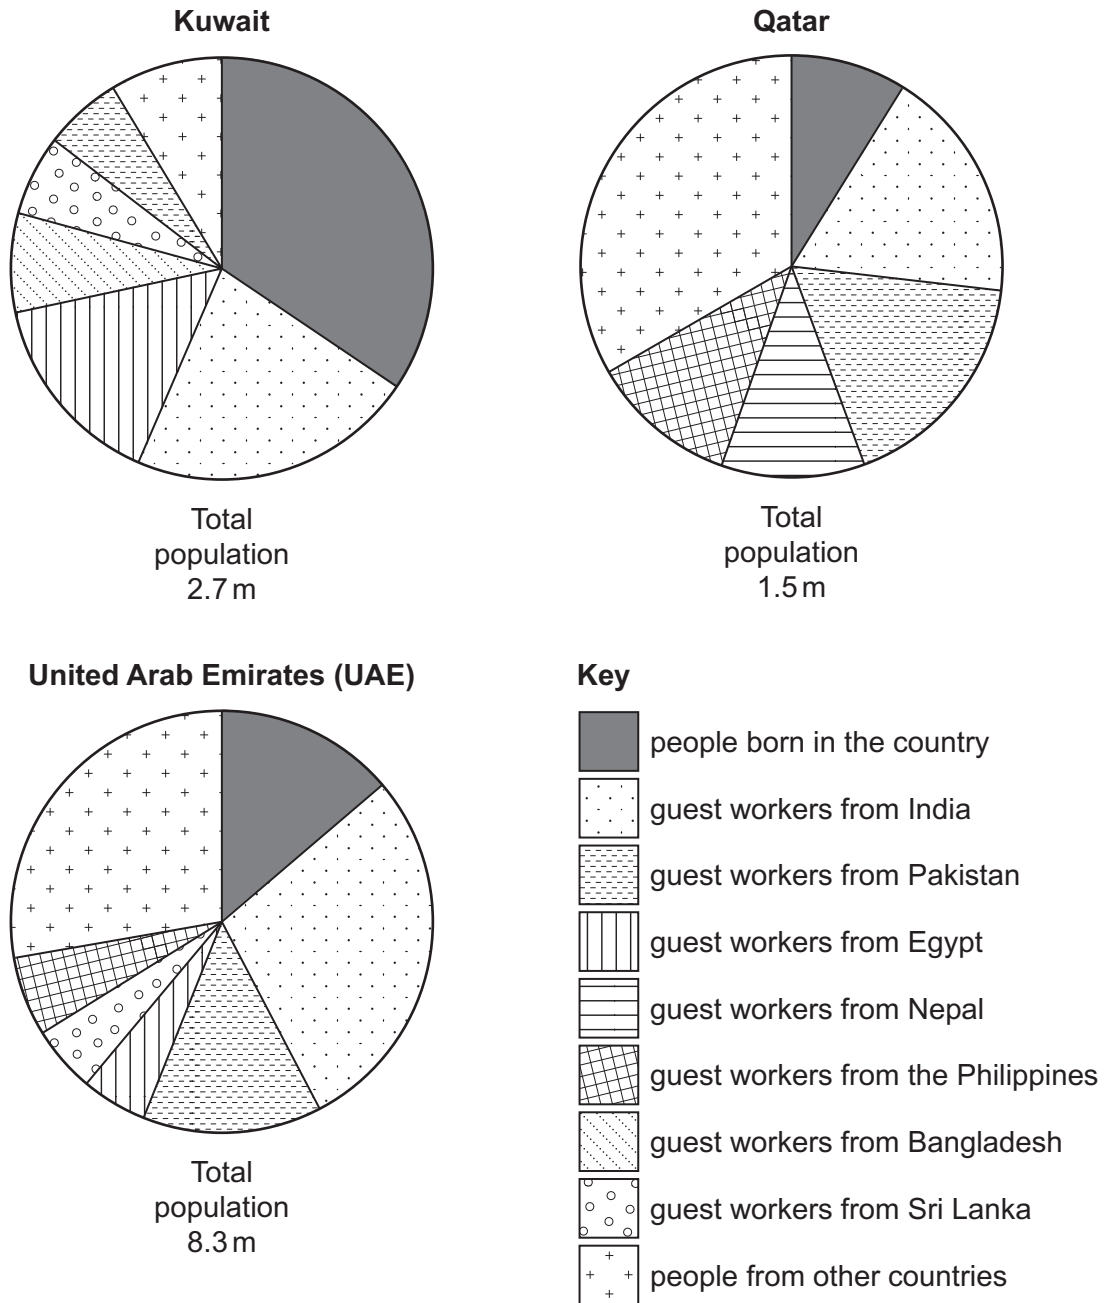 Kuwait
Qatar
Total
population
2.7 m
Total
population
1.5 m
United Arab Emirates (UAE)
Total
population
8.3 m
Key
people born in the country
guest workers from India
guest workers from Pakistan
guest workers from Egypt
guest workers from Nepal
guest workers from the Philippines
guest workers from Bangladesh
guest workers from Sri Lanka
people from other countries